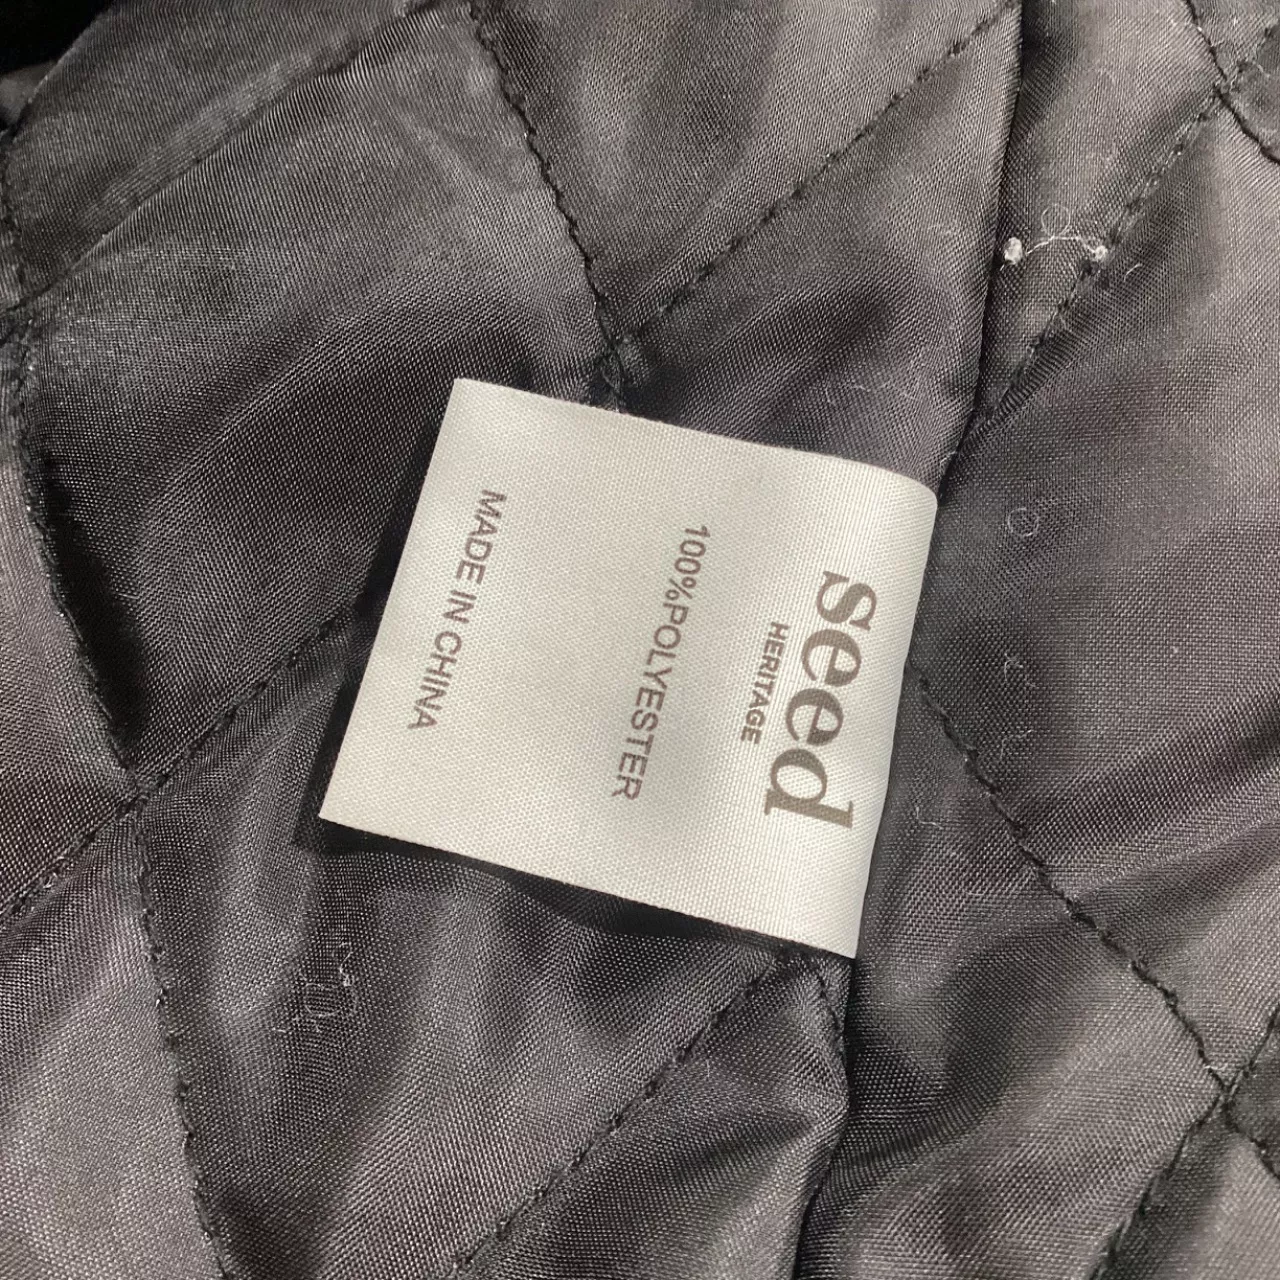 seed
HERITAGE
100%POLYESTER
MADE IN CHINA